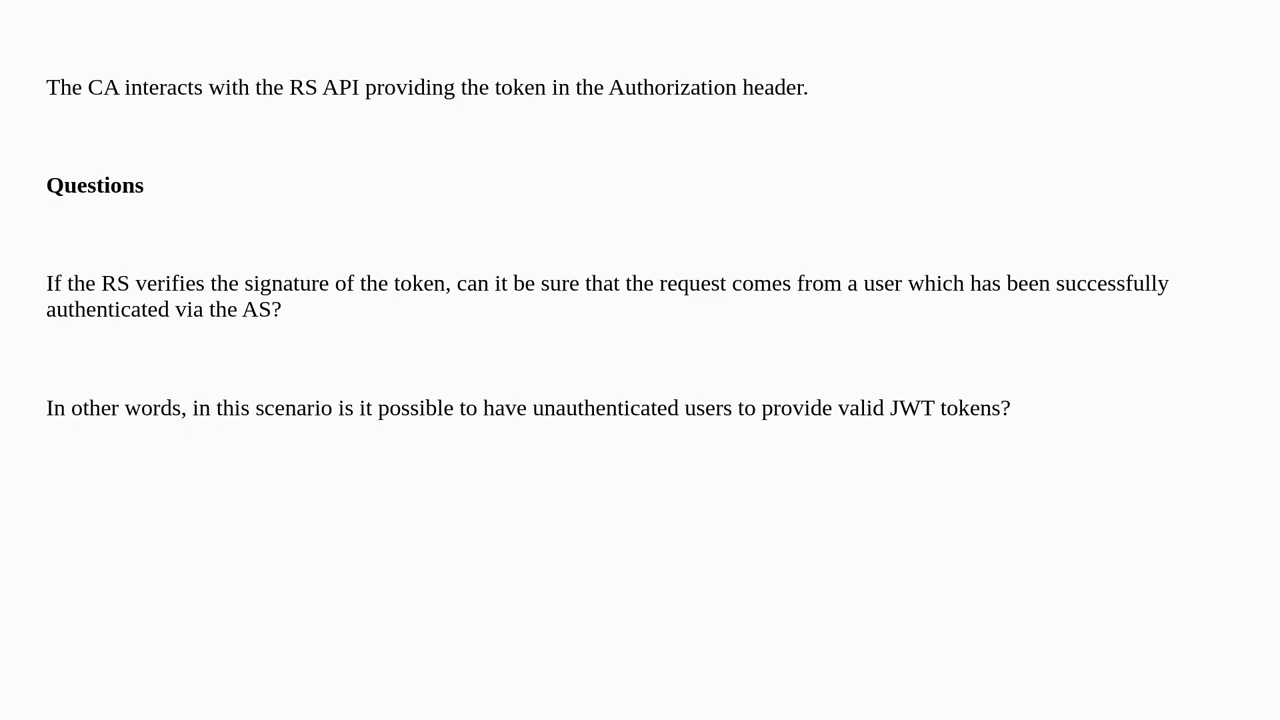 The CA interacts with the RS API providing the token in the Authorization header.
Questions
If the RS verifies the signature of the token, can it be sure that the request comes from a user which has been successfully
authenticated via the AS?
In other words, in this scenario is it possible to have unauthenticated users to provide valid JWT tokens?